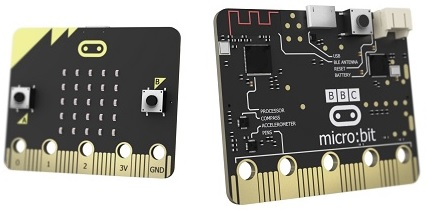 A
B
0 1 2 3V GND
USB
BLE ANTENNA
RESET
BATTERY
PROCESSOR
COMPASS
ACCELEROMETER
PINS
BBC
micro:bit